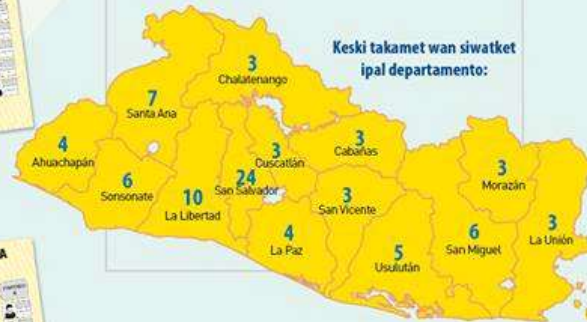 Keski takamet wan siwatket
ipal departamento:
3
Chalatenango
7
Santa Ana
4
Ahuachapán
6
Sonsonate
10
La Libertad
24
San Salvador
3
Cuscatlán
3
Cabañas
3
San Vicente
4
La Paz
5
Usulután
6
San Miguel
3
Morazán
3
La Unión
A